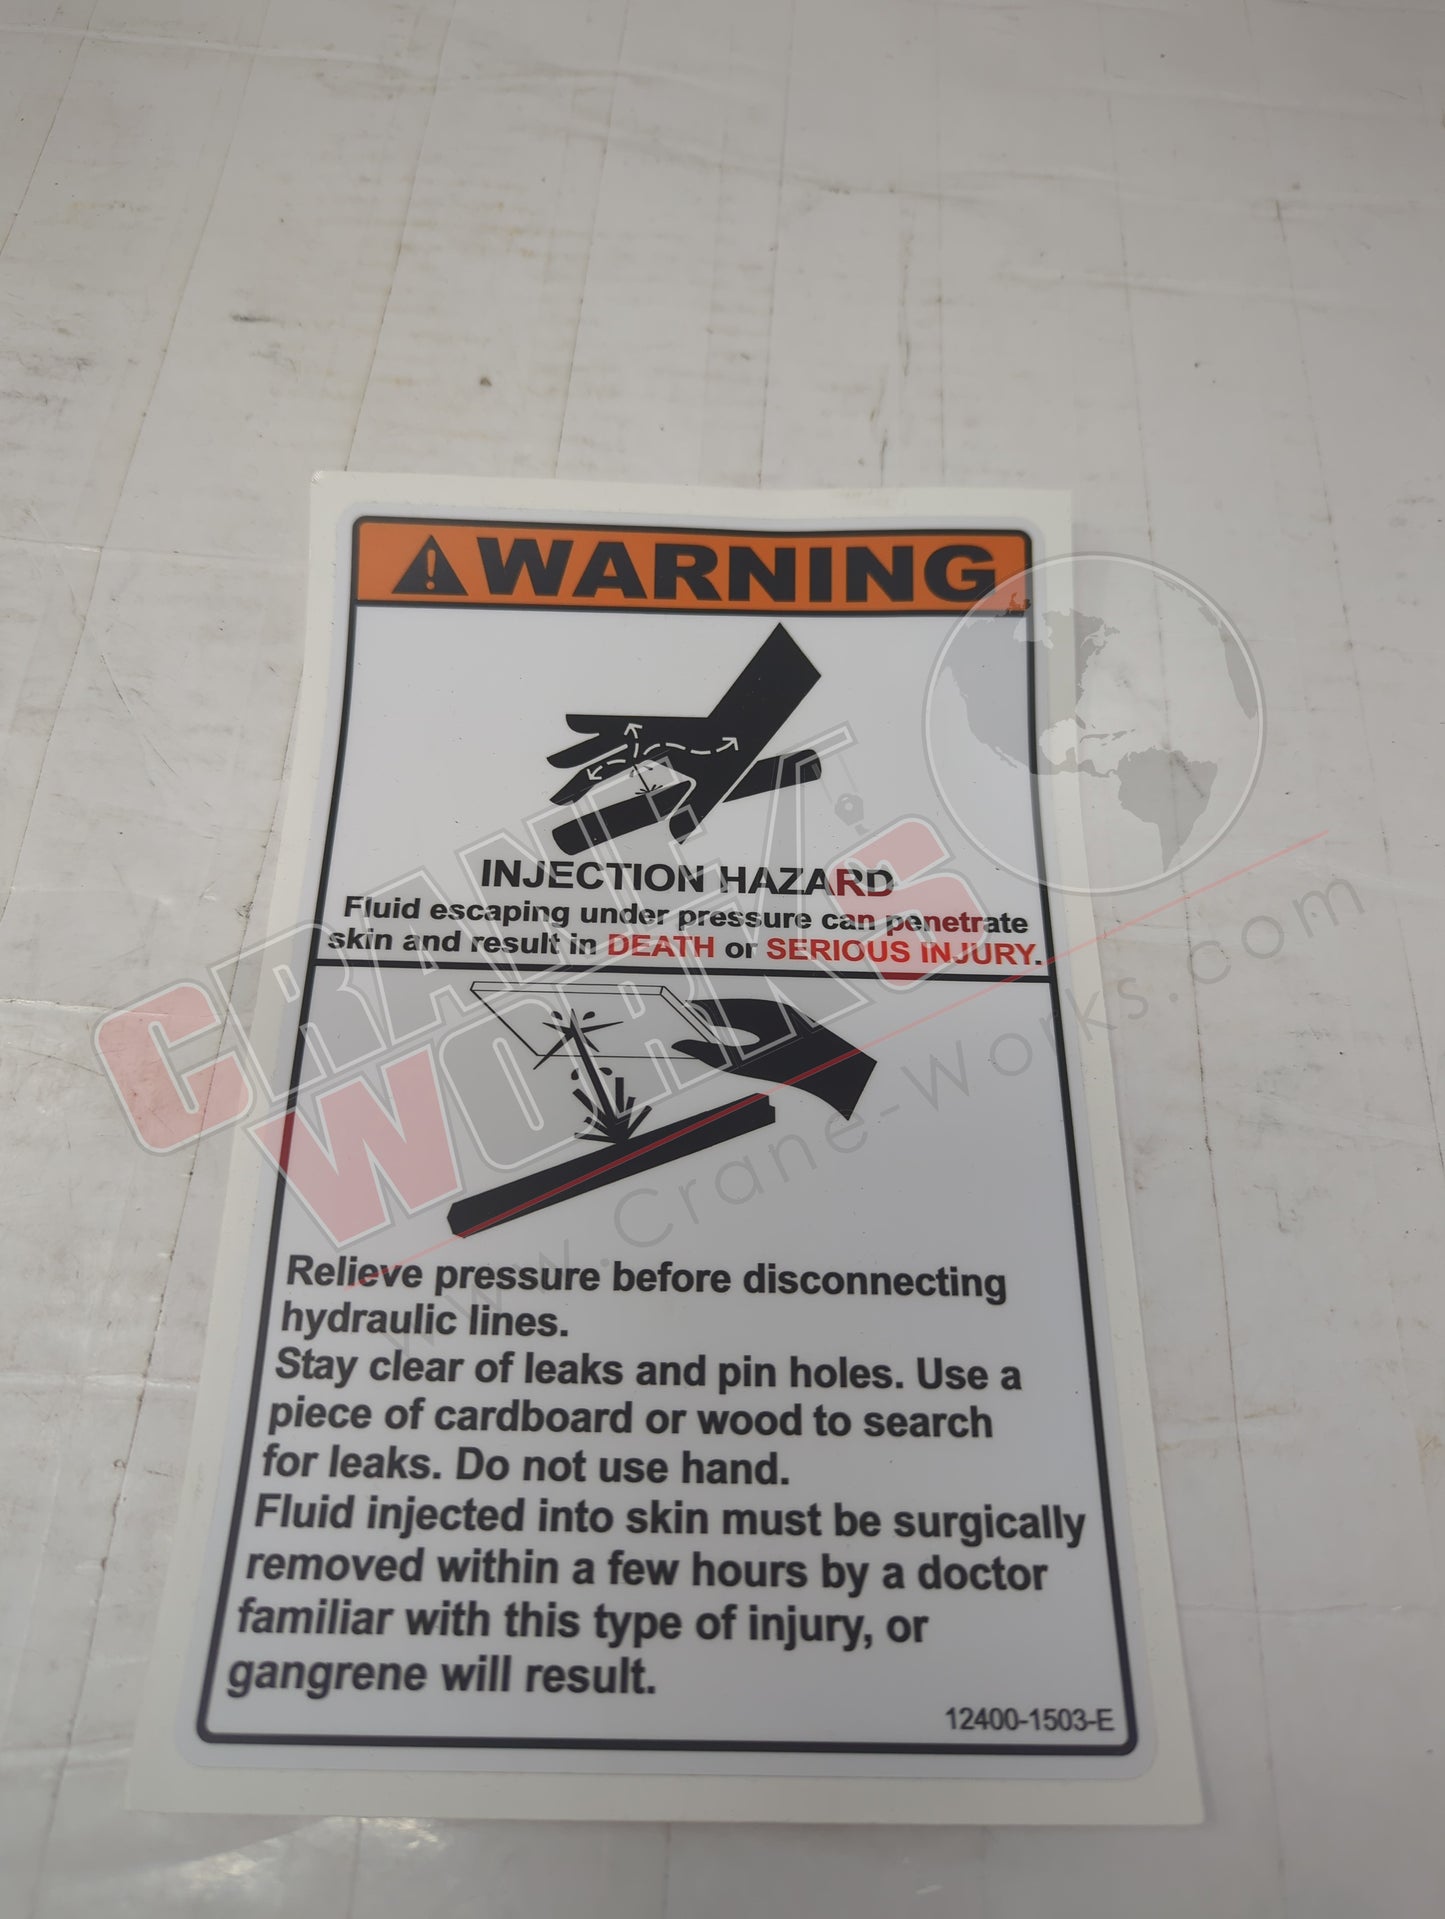 WARNING
INJECTION HAZARD
Fluid escaping under pressure can penetrate
skin and result in DEATH or SERIOUS INJURY.
Relieve pressure before disconnecting
hydraulic lines.
Stay clear of leaks and pin holes. Use a
piece of cardboard or wood to search
for leaks. Do not use hand.
Fluid injected into skin must be surgically
removed within a few hours by a doctor
familiar with this type of injury, or
gangrene will result.
12400-1503-E
CRANEK'S
WORKS
www.Crane-Works.com